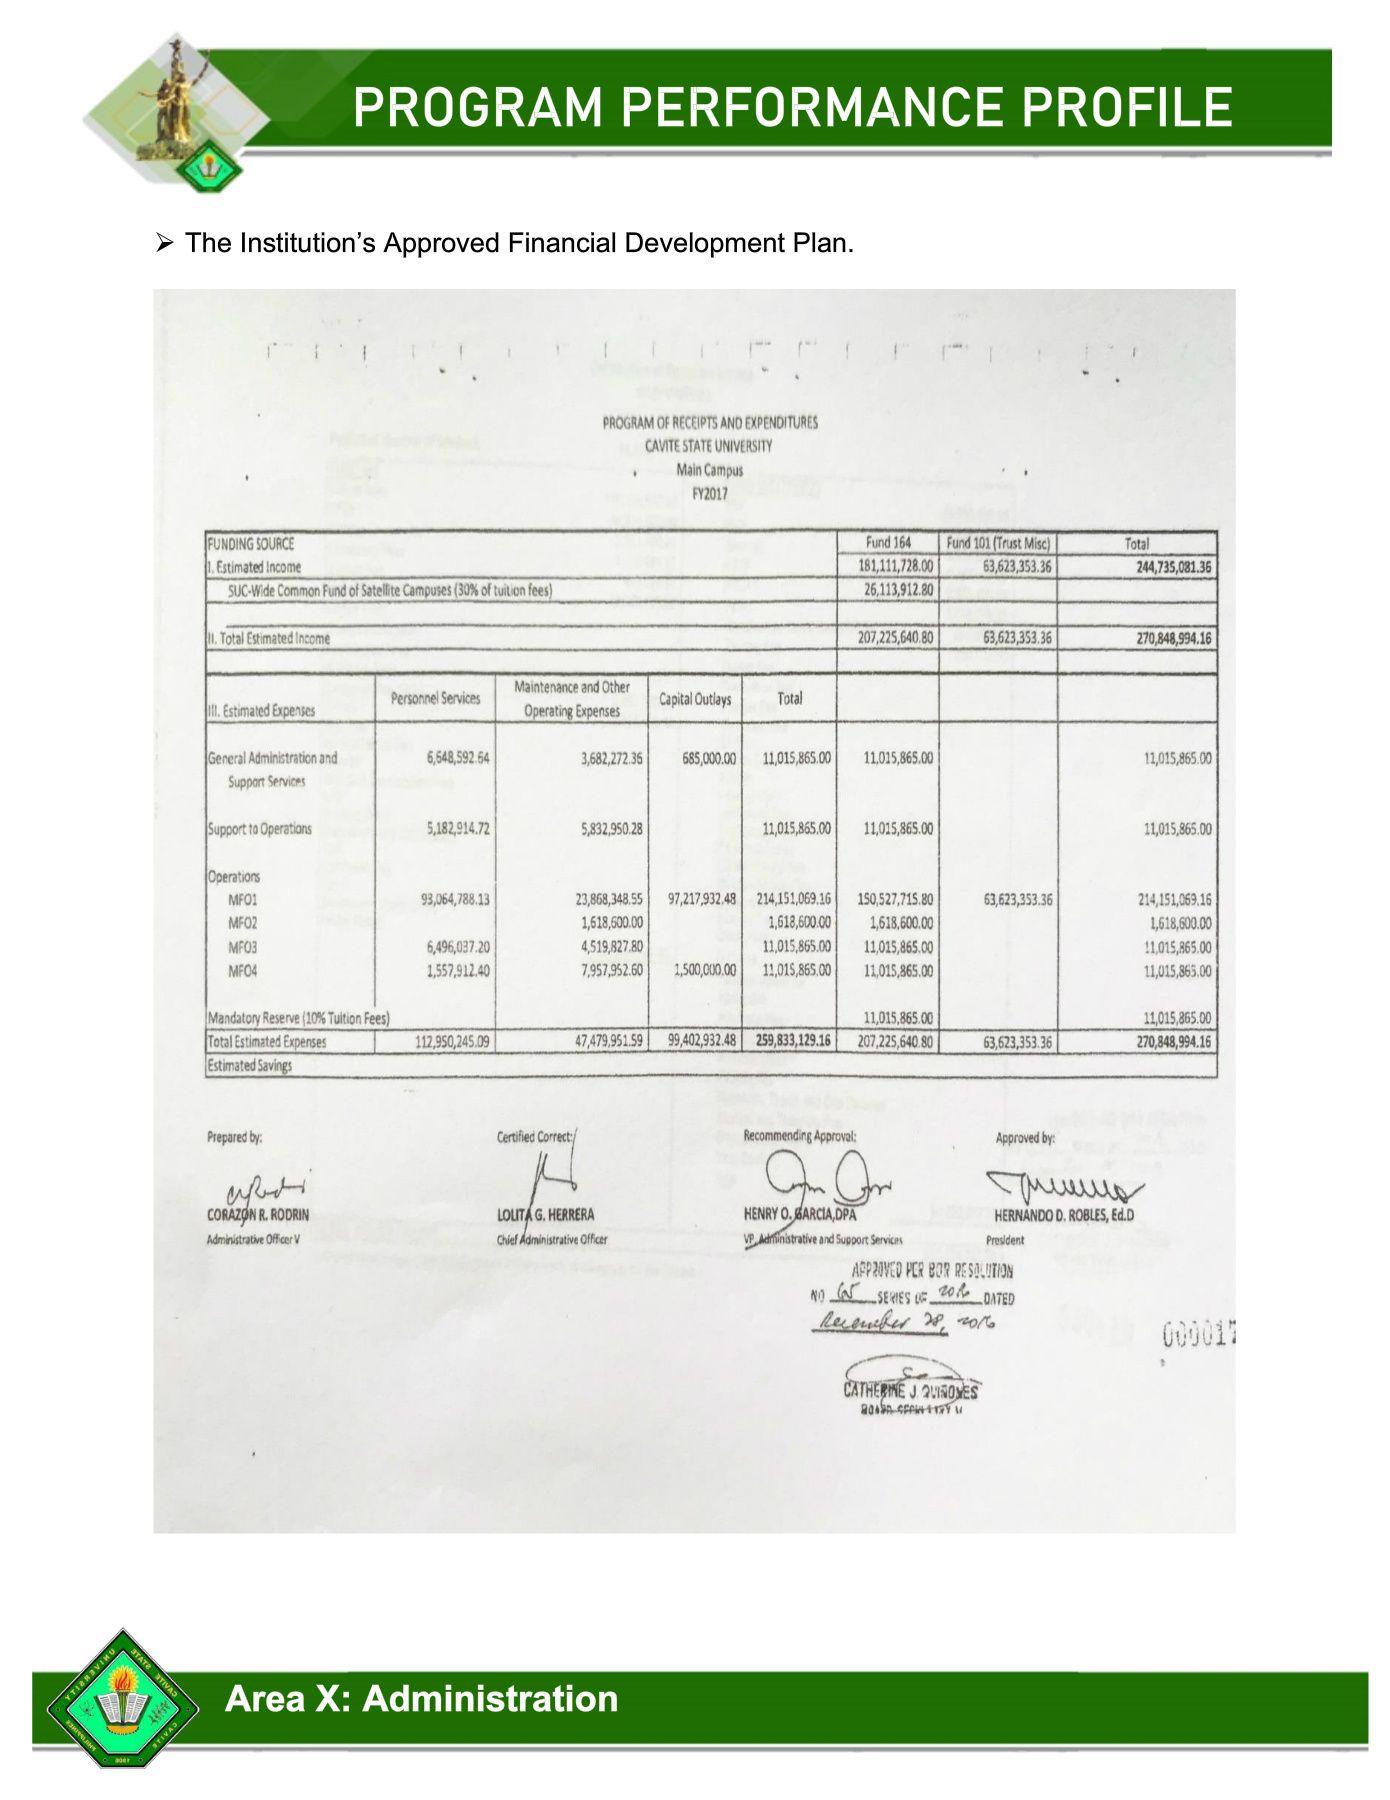 PROGRAM PERFORMANCE PROFILE
➢ The Institution's Approved Financial Development Plan.
PROGRAM OF RECEIPTS AND EXPENDITURES
CAVITE STATE UNIVERSITY
Main Campus
FY2017
FUNDING SOURCE Fund 164 Fund 101 (Trust Misc) Total
I. Estimated Income 181,111,728.00 63,623,353.36 244,735,081.36
SUC-Wide Common Fund of Satellite Campuses (30% of tuition fees) 26,113,912.80
II. Total Estimated Income 207,225,640.80 63,623,353.36 270,848,994.16
III. Estimated Expenses Personnel Services Maintenance and Other Operating Expenses Capital Outlays Total
General Administration and 6,648,592.64 3,682,272.36 685,000.00 11,015,865.00 11,015,865.00 11,015,865.00
Support Services
Support to Operations 5,182,914.72 5,832,950.28 11,015,865.00 11,015,865.00 11,015,865.00
Operations
MFO1 93,064,788.13 23,868,348.55 97,217,932.48 214,151,069.16 150,527,715.80 63,623,353.36 214,151,069.16
MFO2 1,618,600.00 1,618,600.00 1,618,600.00 1,618,600.00
MFO3 6,496,037.20 4,519,827.80 11,015,865.00 11,015,865.00 11,015,865.00
MFO4 1,557,912.40 7,957,952.60 1,500,000.00 11,015,865.00 11,015,865.00 11,015,865.00
Mandatory Reserve (10% Tuition Fees) 11,015,865.00 11,015,865.00
Total Estimated Expenses 112,950,245.09 47,479,951.59 99,402,932.48 259,833,129.16 207,225,640.80 63,623,353.36 270,848,994.16
Estimated Savings
Prepared by: Certified Correct: Recommending Approval: Approved by:
CORAZON R. RODRIN LOLITA G. HERRERA HENRY O. GARCIA,DPA HERNANDO D. ROBLES, Ed.D
Administrative Officer V Chief Administrative Officer VP, Administrative and Support Services President
APPROVED PER BOR RESOLUTION
NO 65 SERIES OF 2016 DATED
December 28, 2016
000017
CATHERINE J. QUIÑONES
BOARD SECRETARY
Area X: Administration